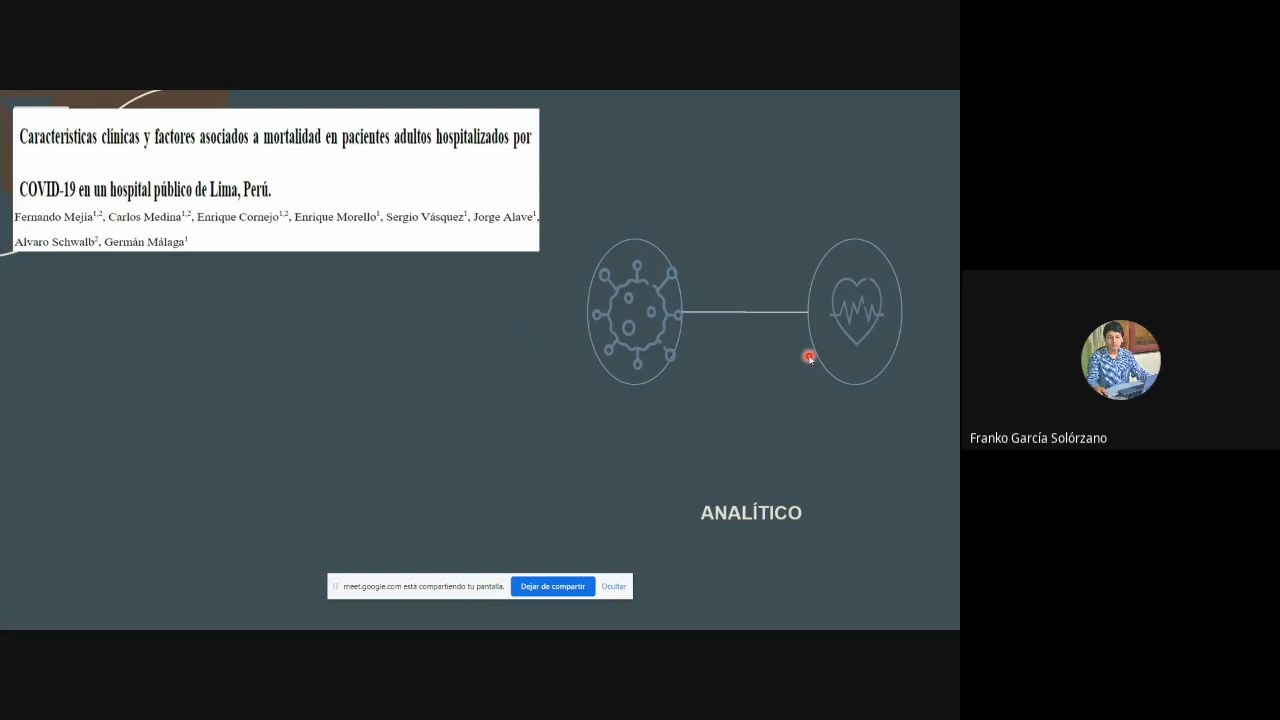 Características clínicas y factores asociados a mortalidad en pacientes adultos hospitalizados por
COVID-19 en un hospital público de Lima, Perú.
Fernando Mejía1,2, Carlos Medina1,2, Enrique Cornejo1,2, Enrique Morello1, Sergio Vásquez1, Jorge Alave1,
Alvaro Schwalb2, Germán Málaga1
ANALÍTICO
meet.google.com está compartiendo tu pantalla. Dejar de compartir Ocultar
Franko García Solórzano